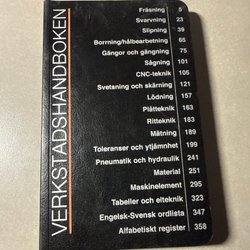 VERKSTADSHANDBOKEN
Fräsning 5
Svarvning 23
Slipning 39
Borrning/hålbearbetning 65
Gängor och gängning 75
Sågning 101
CNC-teknik 105
Svetsning och skärning 121
Lödning 157
Plåtteknik 163
Ritteknik 183
Mätning 189
Toleranser och ytjämnhet 199
Pneumatik och hydraulik 241
Material 251
Maskinelement 295
Tabeller och elteknik 323
Engelsk-Svensk ordlista 347
Alfabetiskt register 358